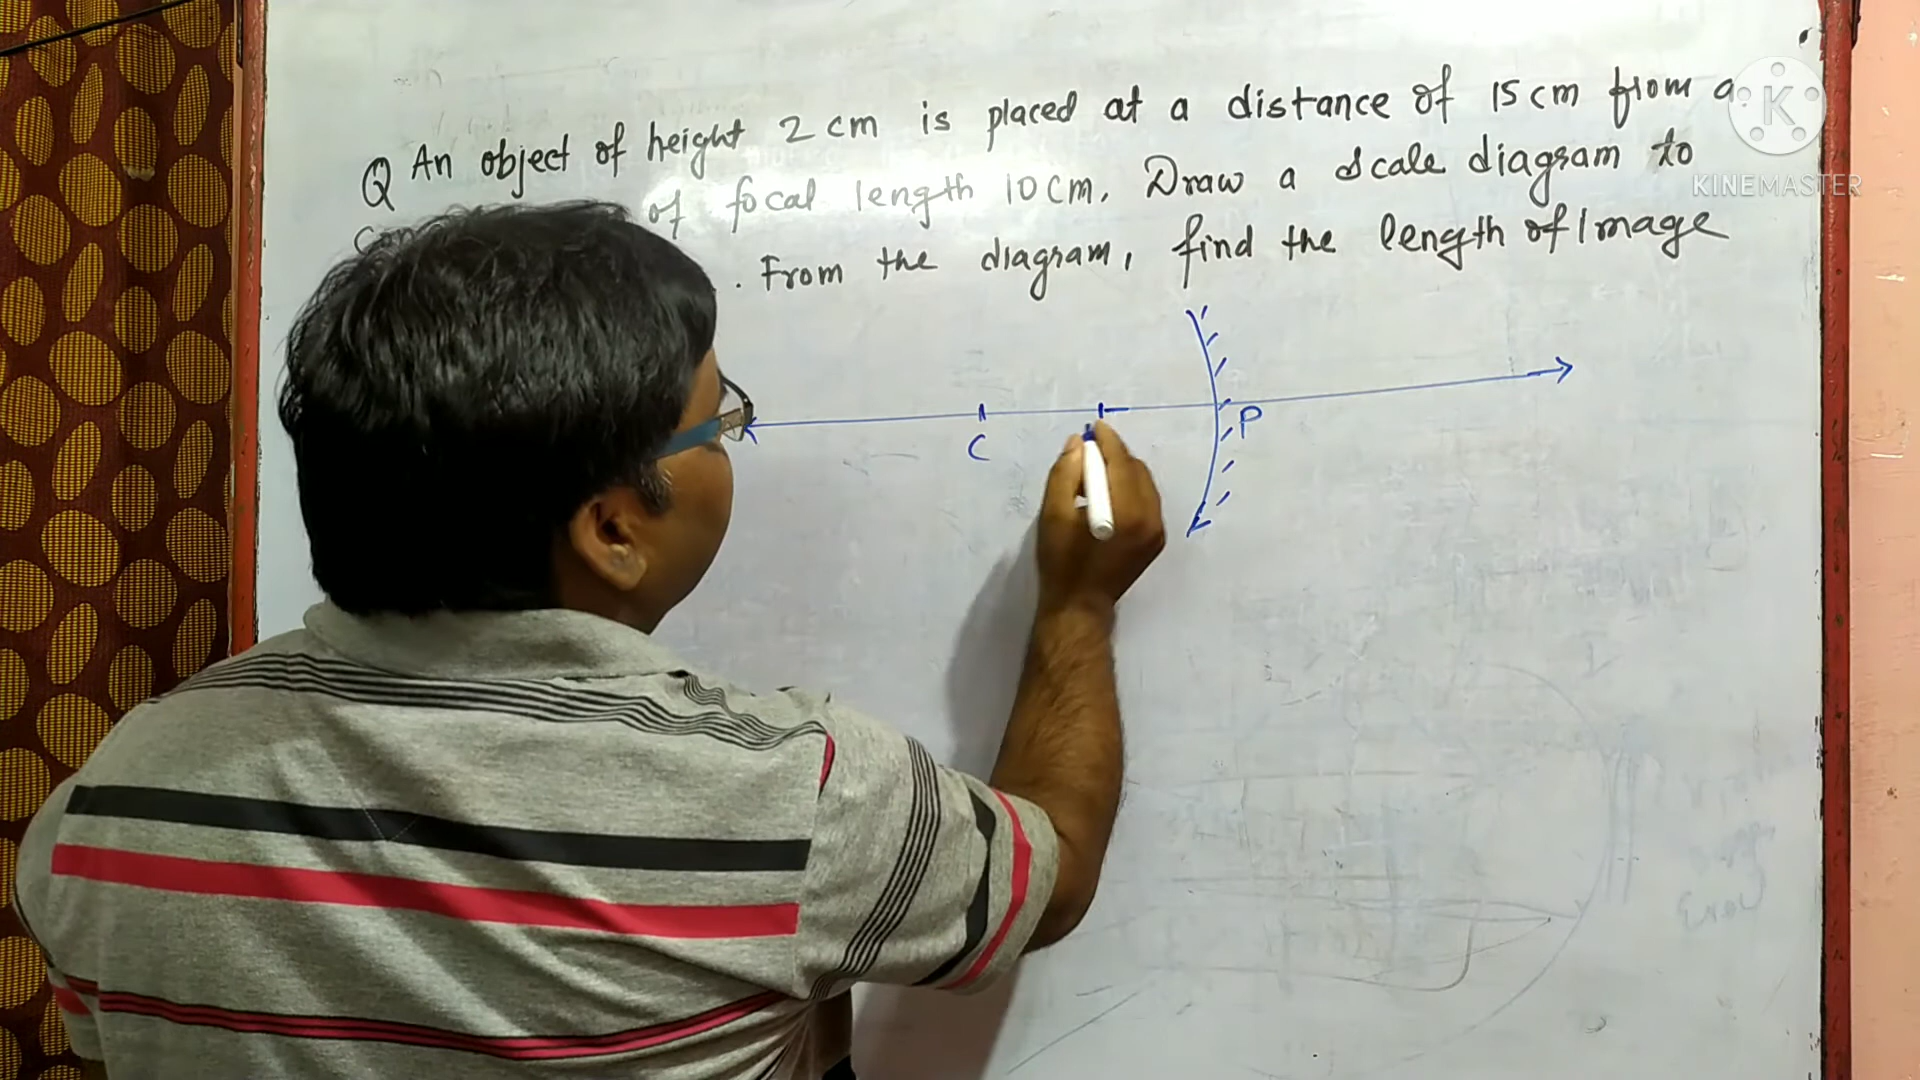 Q An object of height 2 cm is placed at a distance of 15 cm from a
of focal length 10 cm. Draw a scale diagram to
. From the diagram, find the length of Image
C
P
K
KINEMASTER